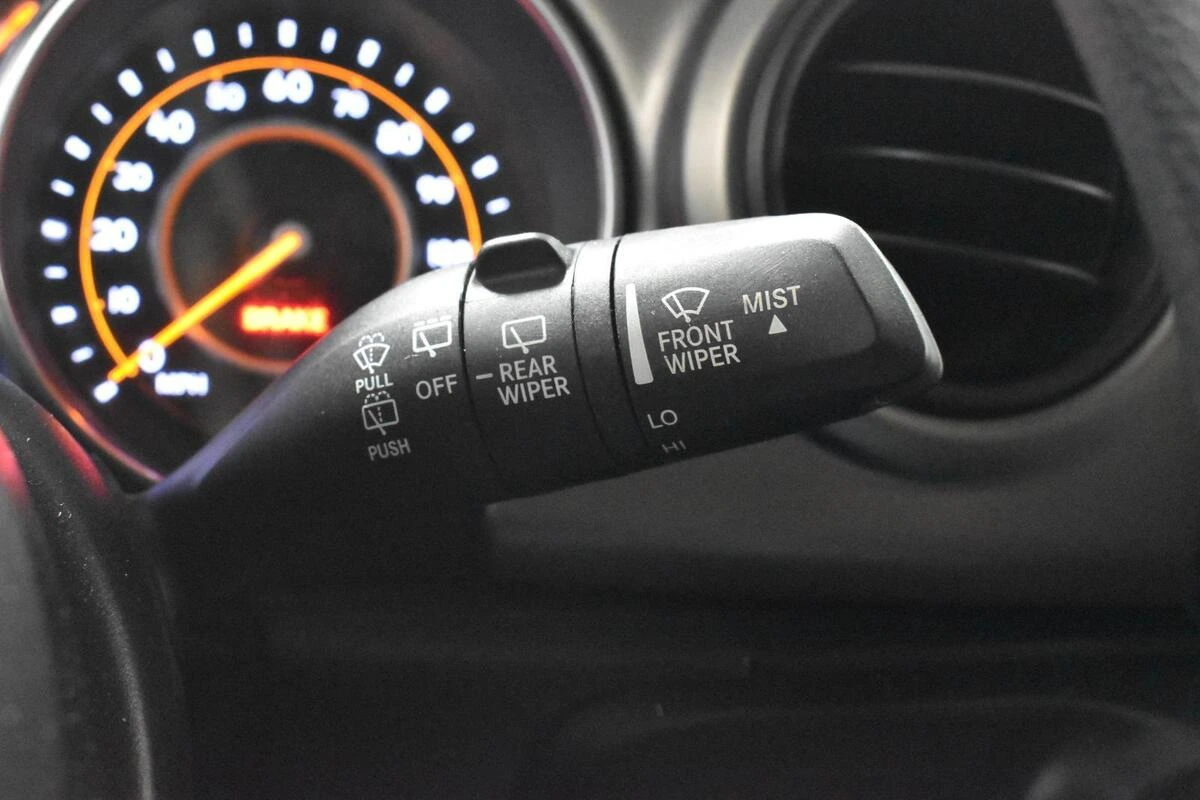 10
20
30
40
50
60
70
80
90
100
0
MPH
BRAKE
PULL
PUSH
OFF
REAR
WIPER
FRONT
WIPER
MIST
LO
HI